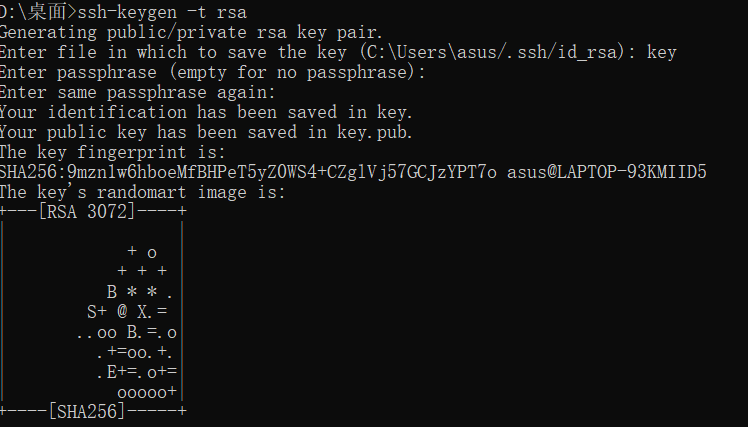 D:\桌面>ssh-keygen -t rsa
Generating public/private rsa key pair.
Enter file in which to save the key (C:\Users\asus/.ssh/id_rsa): key
Enter passphrase (empty for no passphrase):
Enter same passphrase again:
Your identification has been saved in key.
Your public key has been saved in key.pub.
The key fingerprint is:
SHA256:9mzn1w6hboeMfBHPeT5yZ0WS4+CZglVj57GCJzYPT7o asus@LAPTOP-93KMIID5
The key's randomart image is:
+---[RSA 3072]----+
|                 |
|            + o  |
|           + + + |
|          B * * .|
|        S+ @ X.= |
|       ..oo B.=.o|
|         .+=oo.+.|
|         .E+=.o+=|
|           ooooo+|
+----[SHA256]-----+